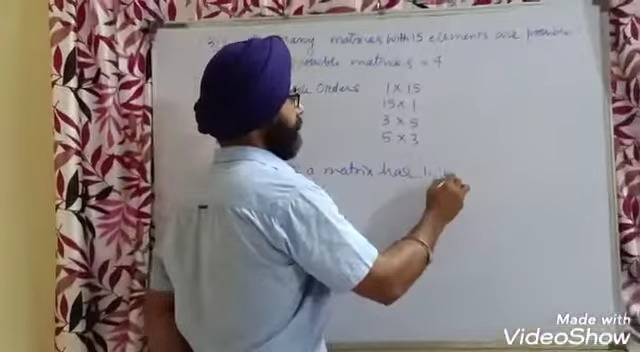 many matrices with 15 elements are possible
possible matrices = 4
Orders 1 × 15
15 × 1
3 × 5
5 × 3
a matrix has
Made with
VideoShow